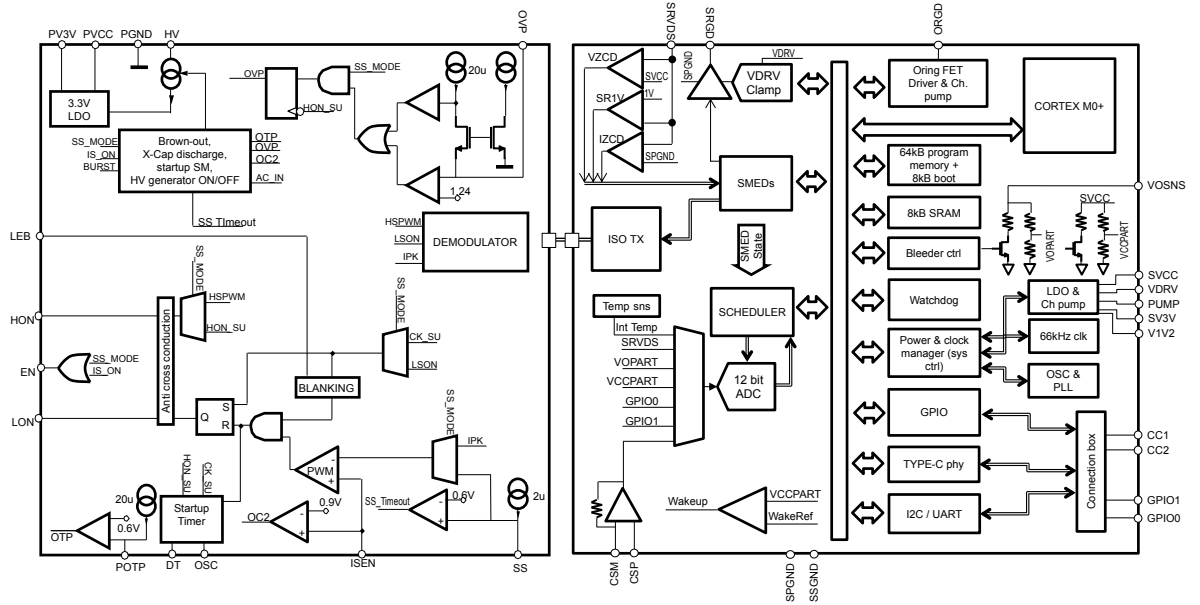 PV3V
PVCC
PGND
HV
OVP
3.3V
LDO
OVP
SS_MODE
HON_SU
20u
SS_MODE
IS_ON
BURST
Brown-out,
X-Cap discharge,
startup SM,
HV generator ON/OFF
OTP
OVP
OC2
AC_IN
SS TImeout
1.24
HSPWM
LSON
IPK
DEMODULATOR
LEB
SS_MODE
HSPWM
HON_SU
HON
Anti cross conduction
SS_MODE
CK_SU
LSON
SS_MODE
IS_ON
EN
BLANKING
LON
Q
S
R
SS_MODE
IPK
-
PWM
+
HON_SU
CK_SU
20u
0.6V
OTP
-
+
Startup
Timer
OC2
-
0.9V
+
SS_Timeout
-
0.6V
+
2u
POTP
DT
OSC
ISEN
SS
SRVDS
SRGD
ORGD
VZCD
SVCC
SR1V
1V
IZCD
SPGND
SPGND
VDRV
VDRV
Clamp
Oring FET
Driver & Ch.
pump
CORTEX M0+
SMEDs
64kB program
memory +
8kB boot
VOSNS
8kB SRAM
SVCC
VOPART
VCCPART
ISO TX
SMED
State
Bleeder ctrl
Temp sns
SCHEDULER
Watchdog
LDO &
Ch pump
SVCC
VDRV
PUMP
SV3V
V1V2
Int Temp
SRVDS
VOPART
VCCPART
GPIO0
GPIO1
12 bit
ADC
Power & clock
manager (sys
ctrl)
66kHz clk
OSC &
PLL
GPIO
TYPE-C phy
I2C / UART
Connection box
CC1
CC2
GPIO1
GPIO0
Wakeup
VCCPART
WakeRef
CSM
CSP
SPGND
SSGND